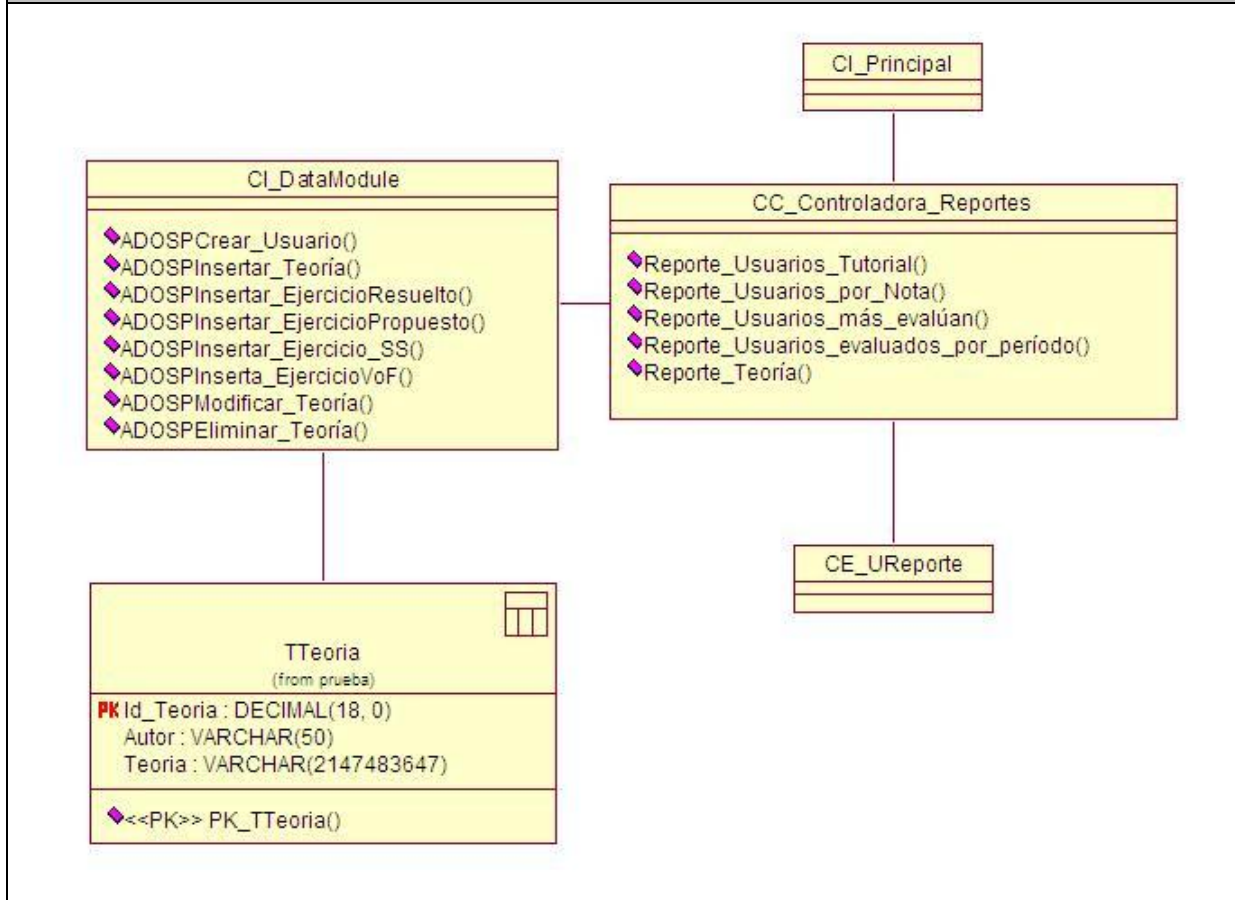 CI_Principal
CI_DataModule
ADOSPCrear_Usuario()
ADOSPInsertar_Teoría()
ADOSPInsertar_EjercicioResuelto()
ADOSPInsertar_EjercicioPropuesto()
ADOSPInsertar_Ejercicio_SS()
ADOSPInserta_EjercicioVoF()
ADOSPModificar_Teoría()
ADOSPEliminar_Teoría()
CC_Controladora_Reportes
Reporte_Usuarios_Tutorial()
Reporte_Usuarios_por_Nota()
Reporte_Usuarios_más_evalúan()
Reporte_Usuarios_evaluados_por_período()
Reporte_Teoría()
CE_UReporte
TTeoria
(from prueba)
PK Id_Teoria : DECIMAL(18, 0)
Autor : VARCHAR(50)
Teoria : VARCHAR(2147483647)
<<PK>> PK_TTeoria()